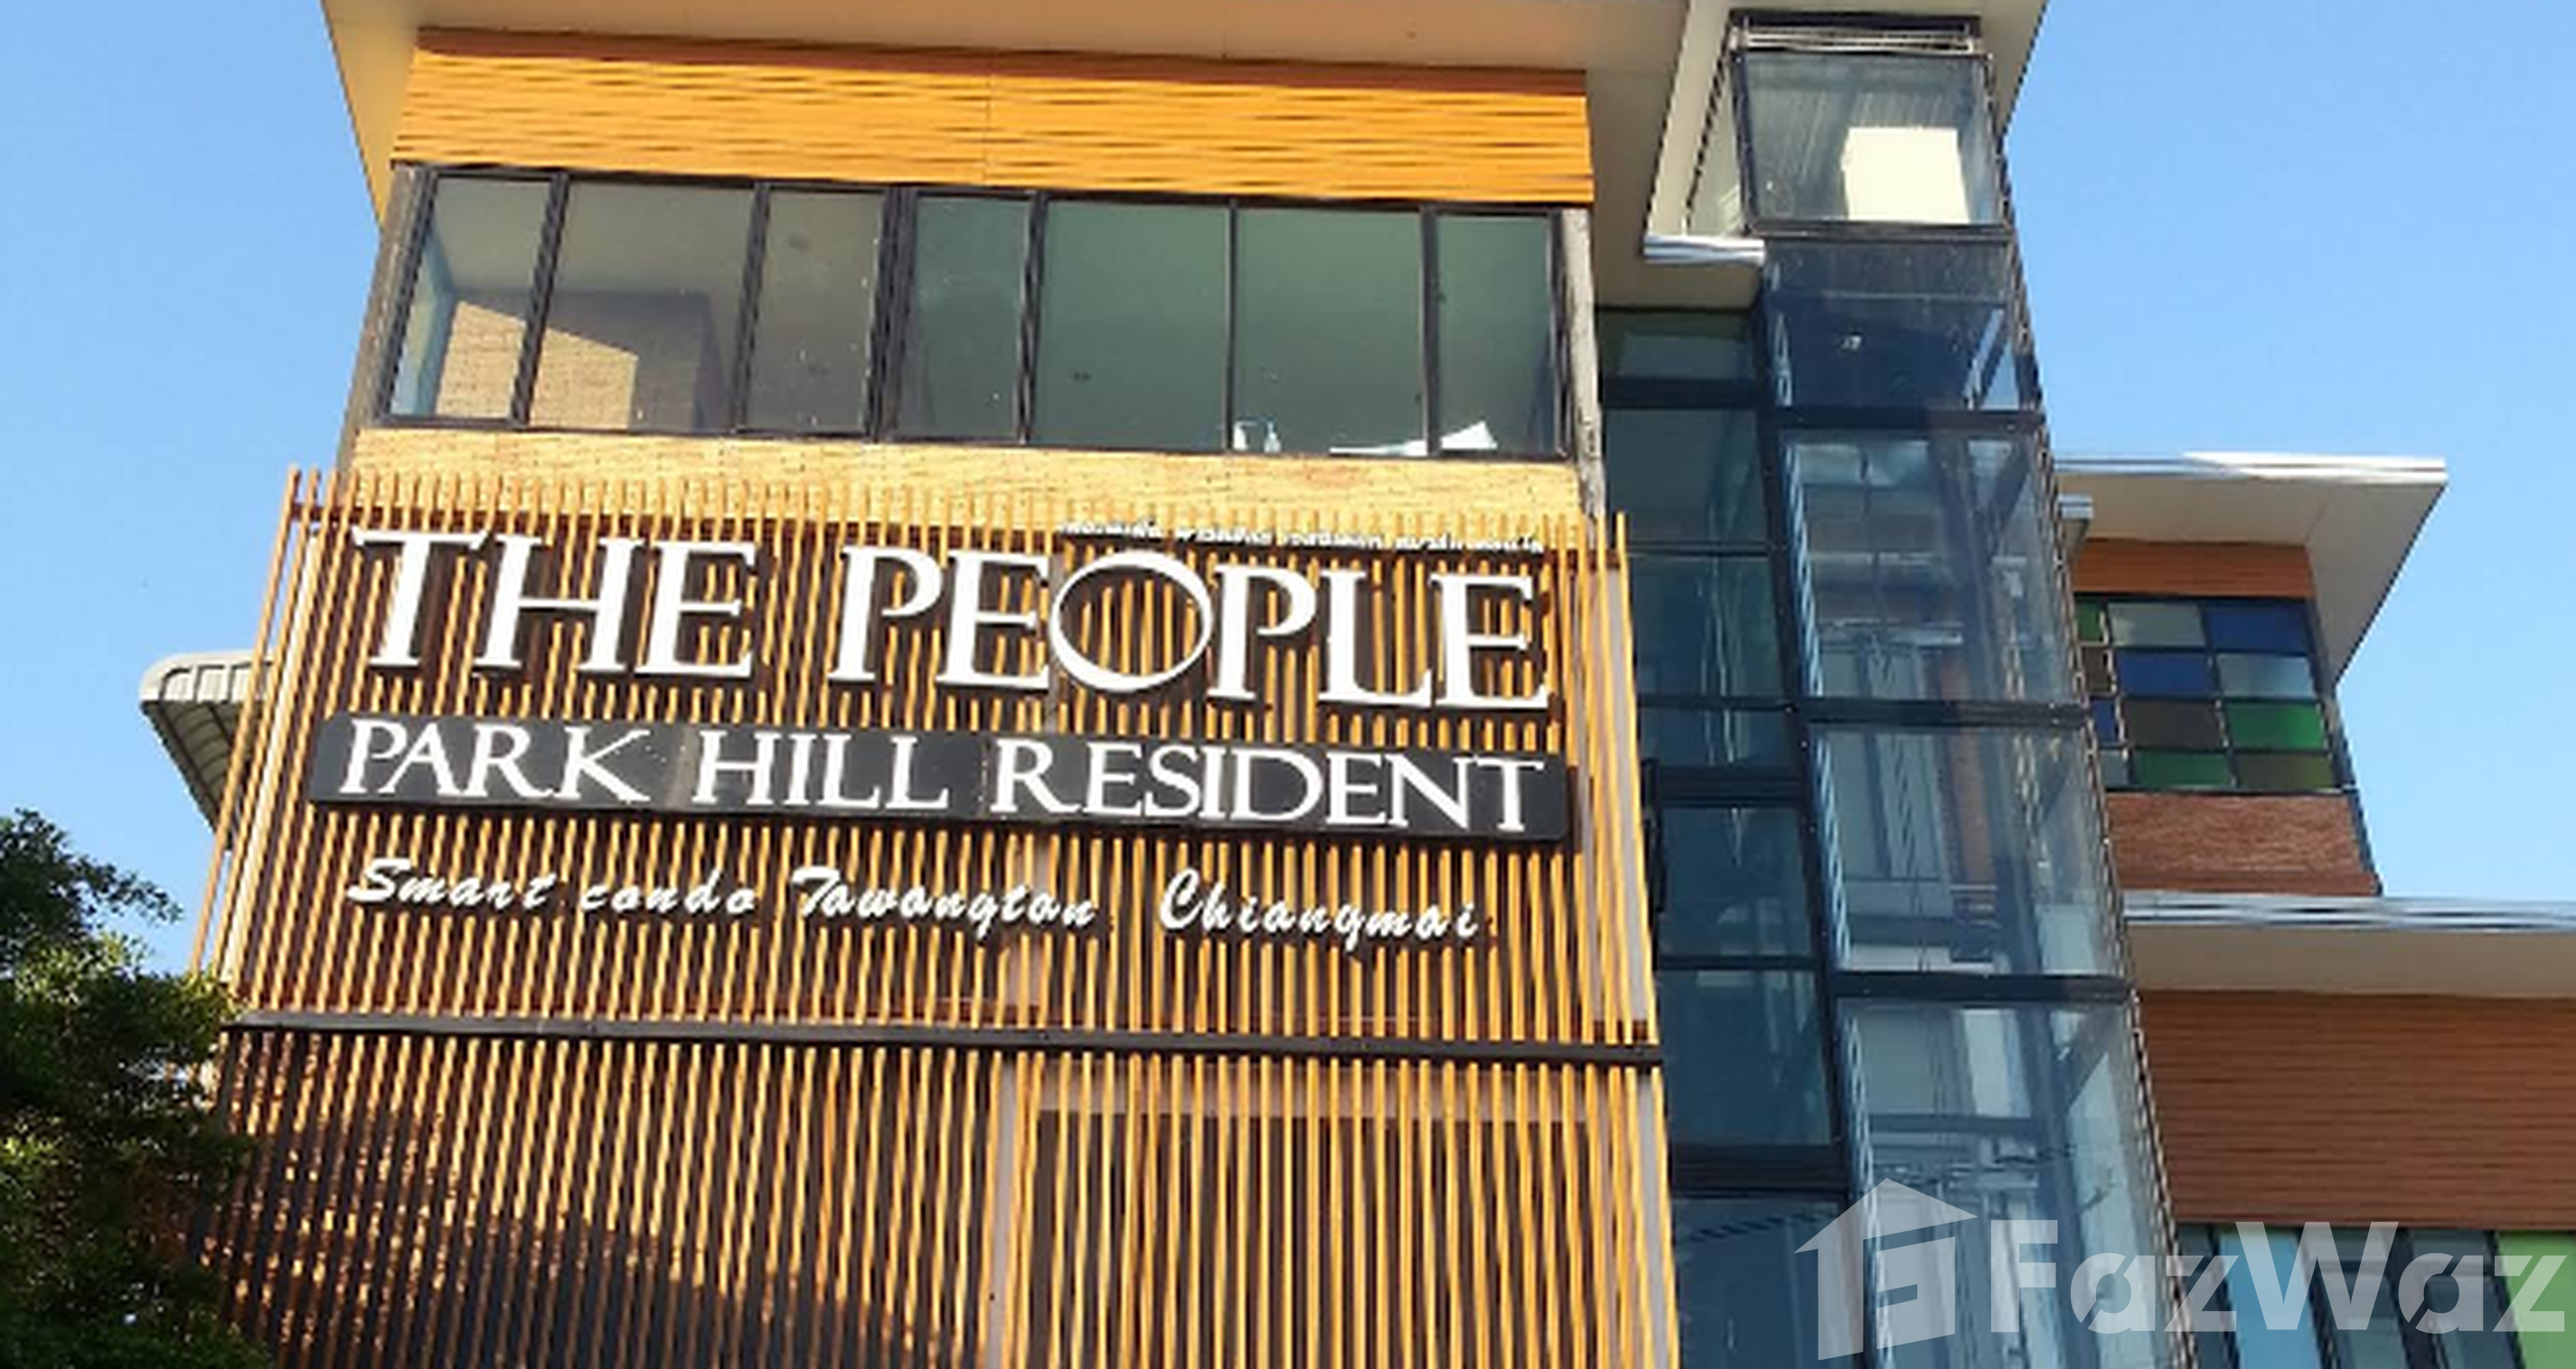 THE PEOPLE
PARK HILL RESIDENT
Smart condo Tawangtan Chiangmai
FazWaz